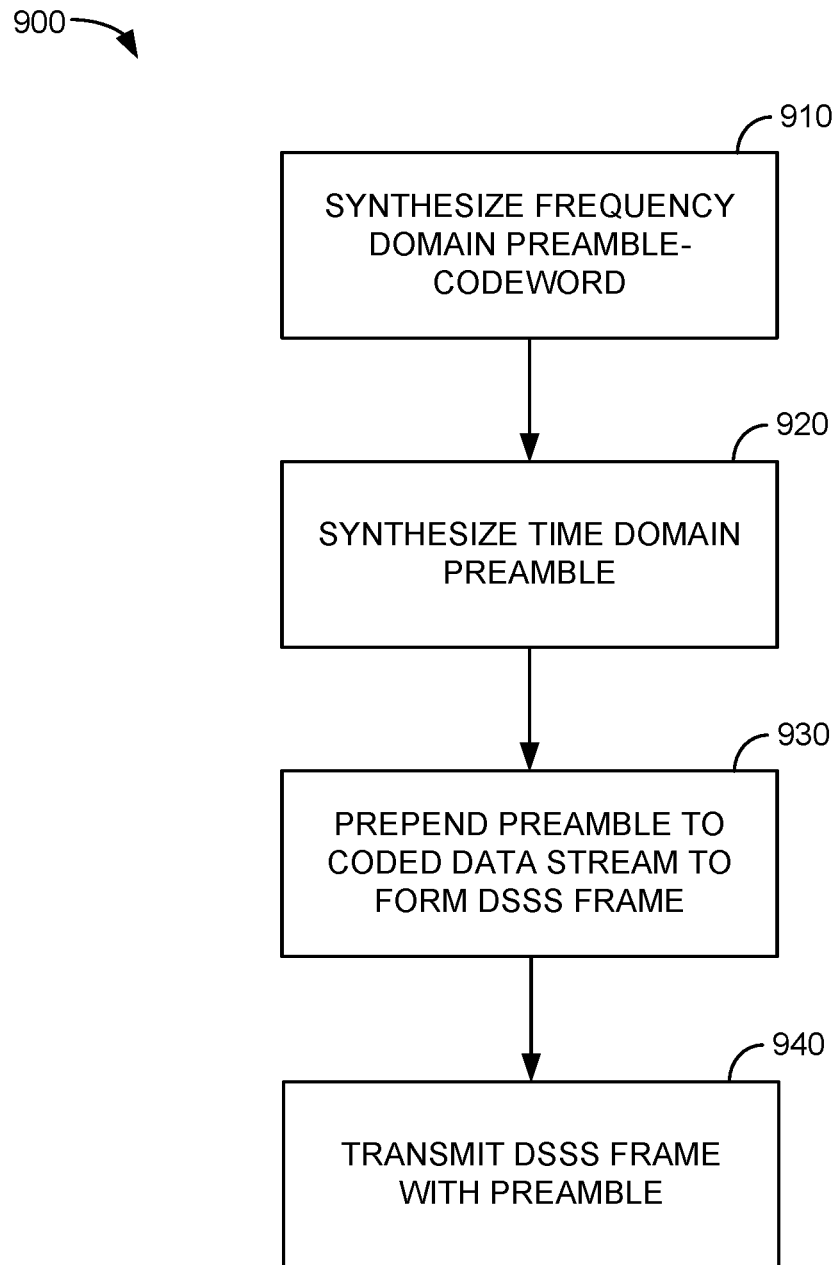 900
910
SYNTHESIZE FREQUENCY
DOMAIN PREAMBLE-
CODEWORD
920
SYNTHESIZE TIME DOMAIN
PREAMBLE
930
PREPEND PREAMBLE TO
CODED DATA STREAM TO
FORM DSSS FRAME
940
TRANSMIT DSSS FRAME
WITH PREAMBLE